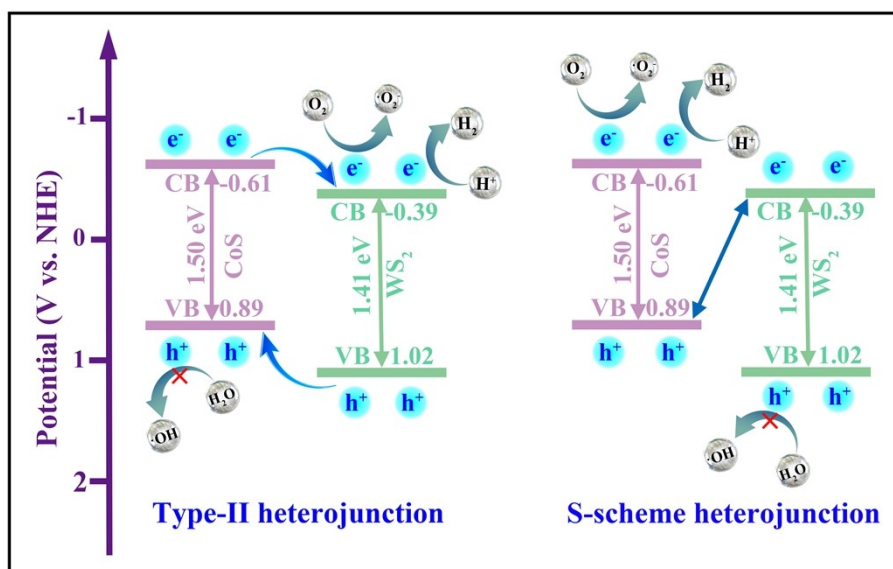 Potential (V vs. NHE)
-1
0
1
2
O₂
·O₂⁻
H₂
H⁺
e⁻ e⁻
CB -0.61
1.50 eV
CoS
VB 0.89
h⁺ h⁺
H₂O
·OH
e⁻ e⁻
CB -0.39
1.41 eV
WS₂
VB 1.02
h⁺ h⁺
Type-II heterojunction
O₂
·O₂⁻
H₂
H⁺
e⁻ e⁻
CB -0.61
1.50 eV
CoS
VB 0.89
h⁺ h⁺
e⁻ e⁻
CB -0.39
1.41 eV
WS₂
VB 1.02
h⁺ h⁺
·OH
H₂O
S-scheme heterojunction